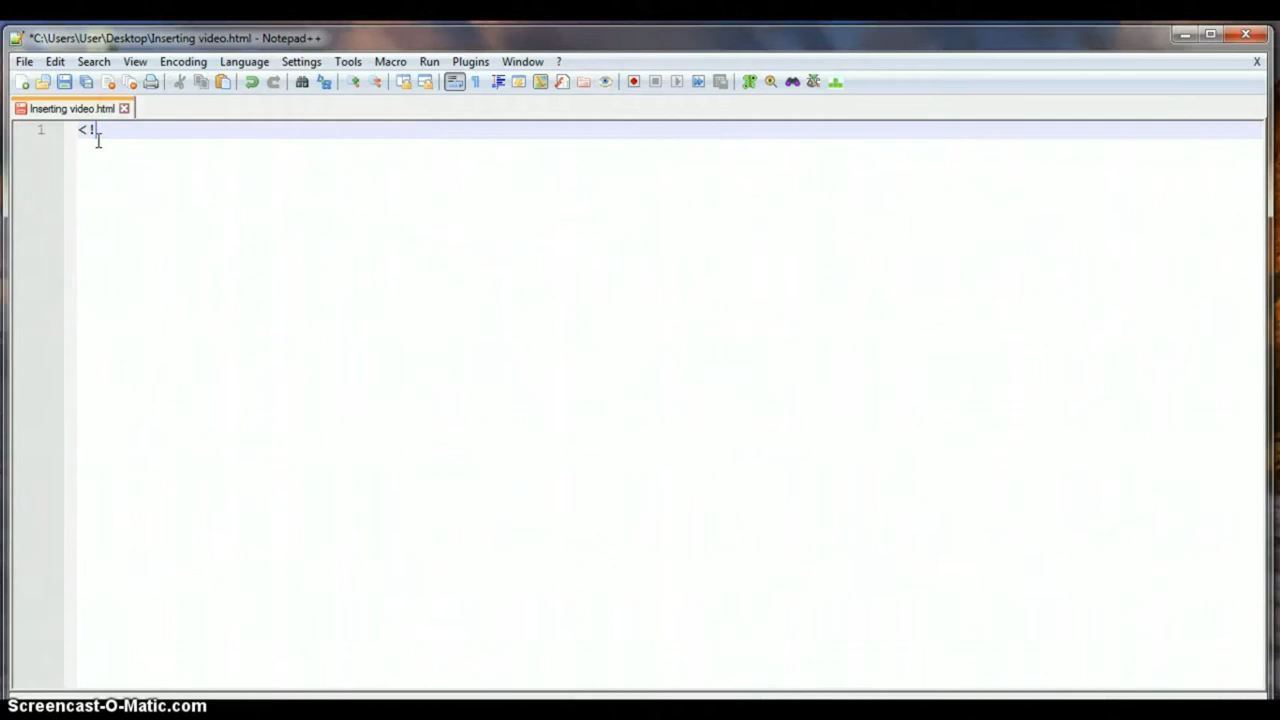 *C:\Users\User\Desktop\Inserting video.html - Notepad++
File Edit Search View Encoding Language Settings Tools Macro Run Plugins Window ? X
Inserting video.html
1 <!
Screencast-O-Matic.com